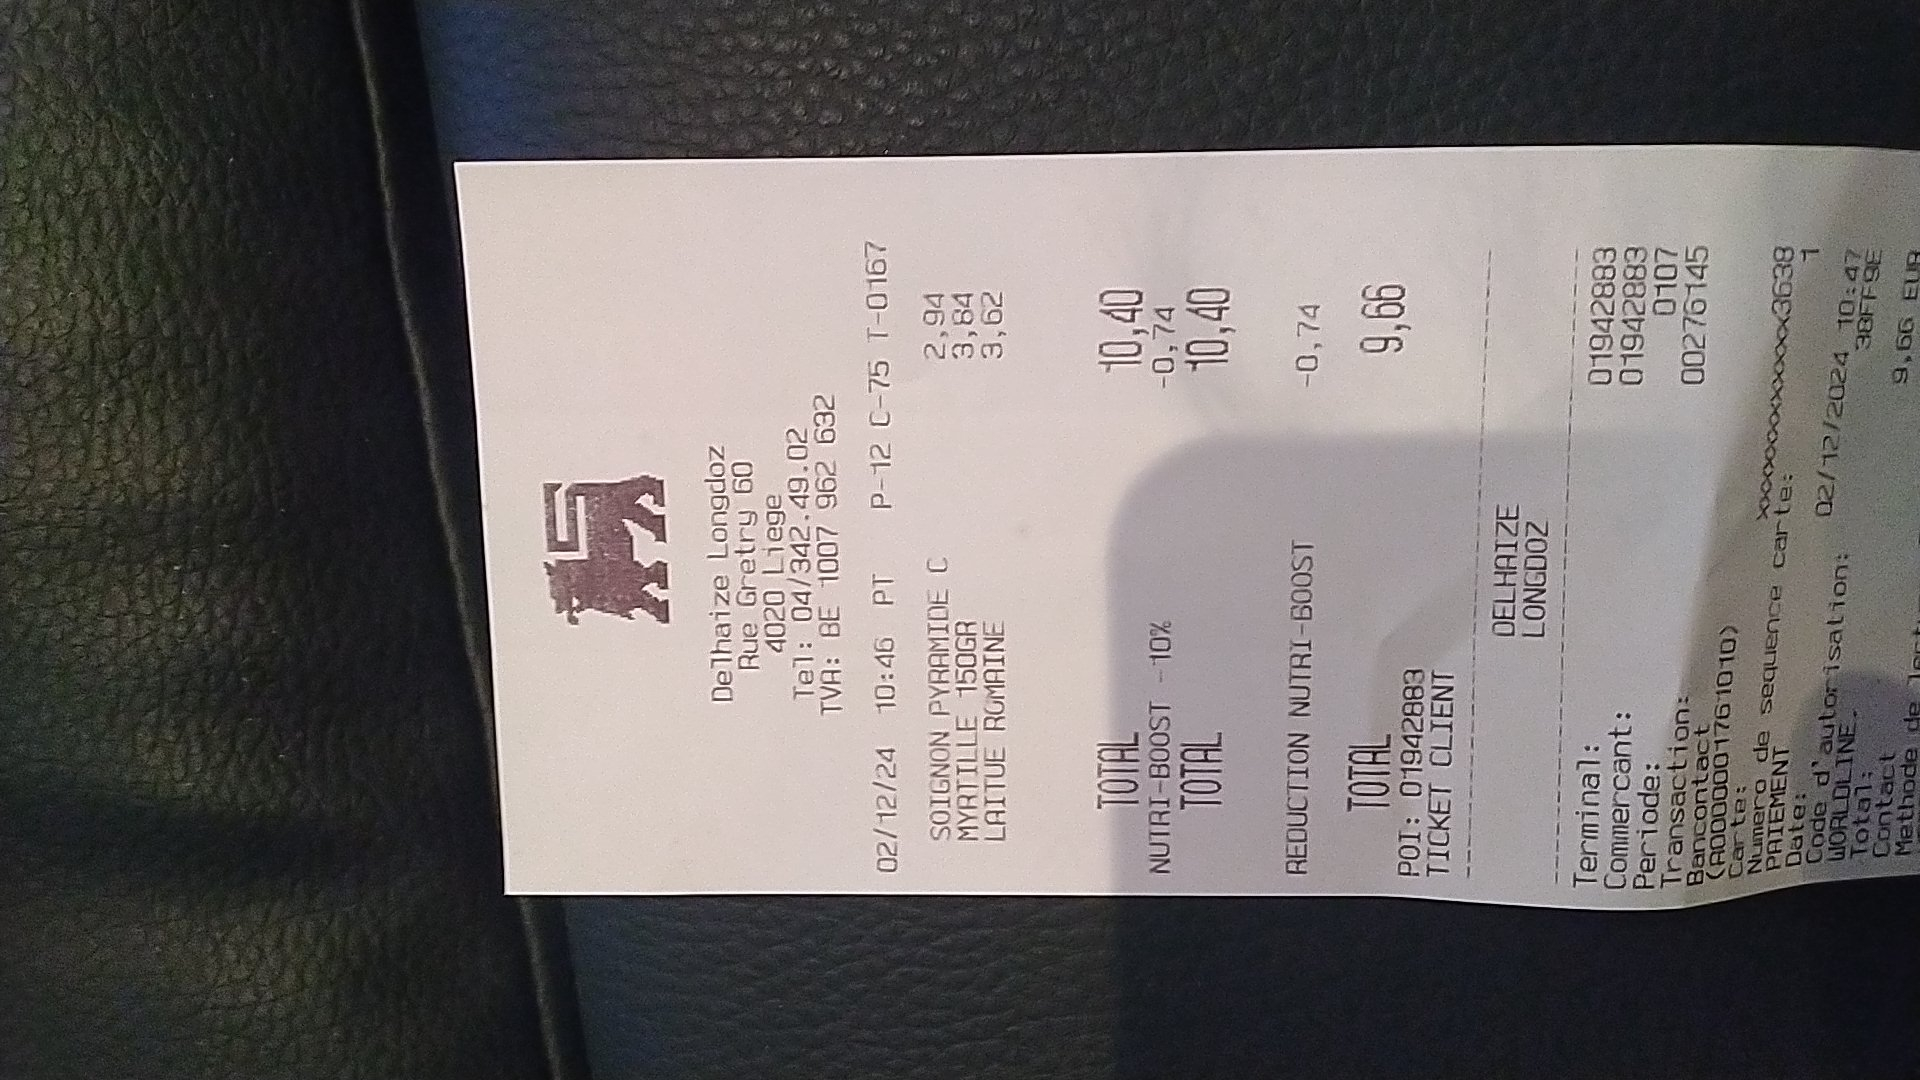 Delhaize Longdoz
Rue Gretry 60
4020 Liege
Tel: 04/342.49.02
TVA: BE 1007 962 632
02/12/24 10:46 PT P-12 C-75 T-0167
SOIGNON PYRAMIDE C 2,94
MYRTILLE 150GR 3,84
LAITUE ROMAINE 3,62
TOTAL 10,40
NUTRI-BOOST -10% -0,74
TOTAL 10,40
REDUCTION NUTRI-BOOST -0,74
TOTAL 9,66
POI: 01942883
TICKET CLIENT
DELHAIZE
LONGDOZ
Terminal: 01942883
Commercant: 01942883
Periode: 0107
Transaction: 00276145
Bancontact
(A0000001761010)
Carte: xxxxxxxxxxxxx3638
Numero de sequence carte: 1
PAIEMENT
Date: 02/12/2024 10:47
Code d'autorisation: 38FF9E
WORLDLINE.
Total: 9,66 EUR
Contact
Methode de